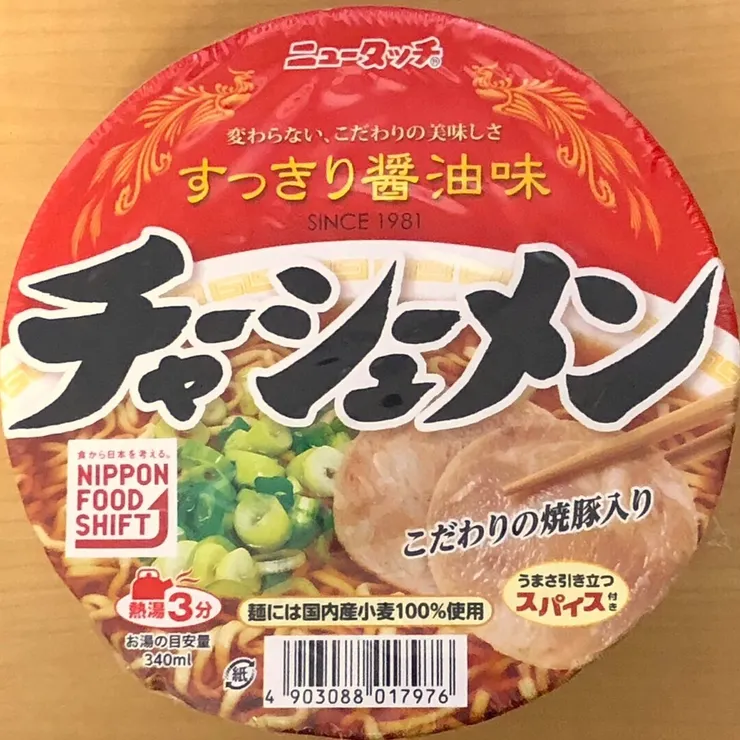 ニュータッチ
変わらない、こだわりの美味しさ
すっきり醤油味
SINCE 1981
チャーシューメン
食から日本を考える。
NIPPON
FOOD
SHIFT
こだわりの焼豚入り
うまさ引き立つ
スパイス付き
熱湯3分
麺には国内産小麦100%使用
お湯の目安量
340ml
紙
4 903088 017976